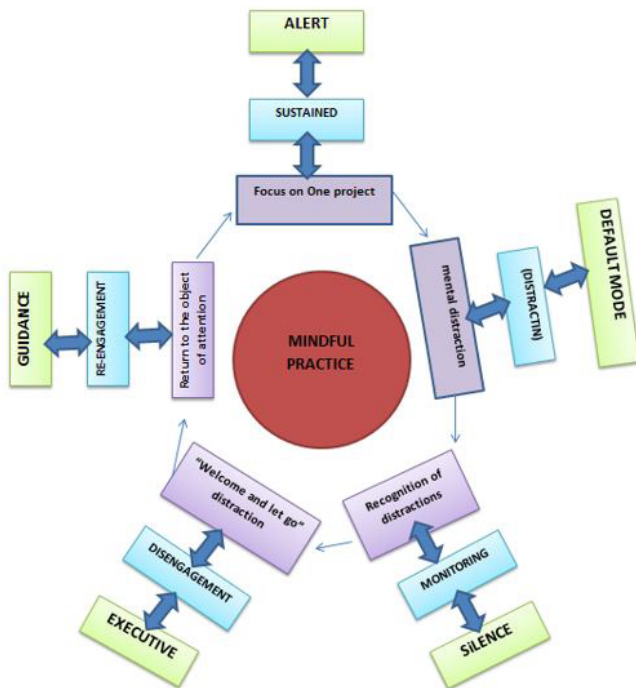 ALERT
SUSTAINED
Focus on One project
mental distraction
(DISTRACTIN)
DEFAULT MODE
Recognition of
distractions
MONITORING
SiLENCE
"Welcome and let go"
distraction
DISENGAGEMENT
EXECUTIVE
Return to the object
of attention
RE-ENGAGEMENT
GUIDANCE
MINDFUL
PRACTICE